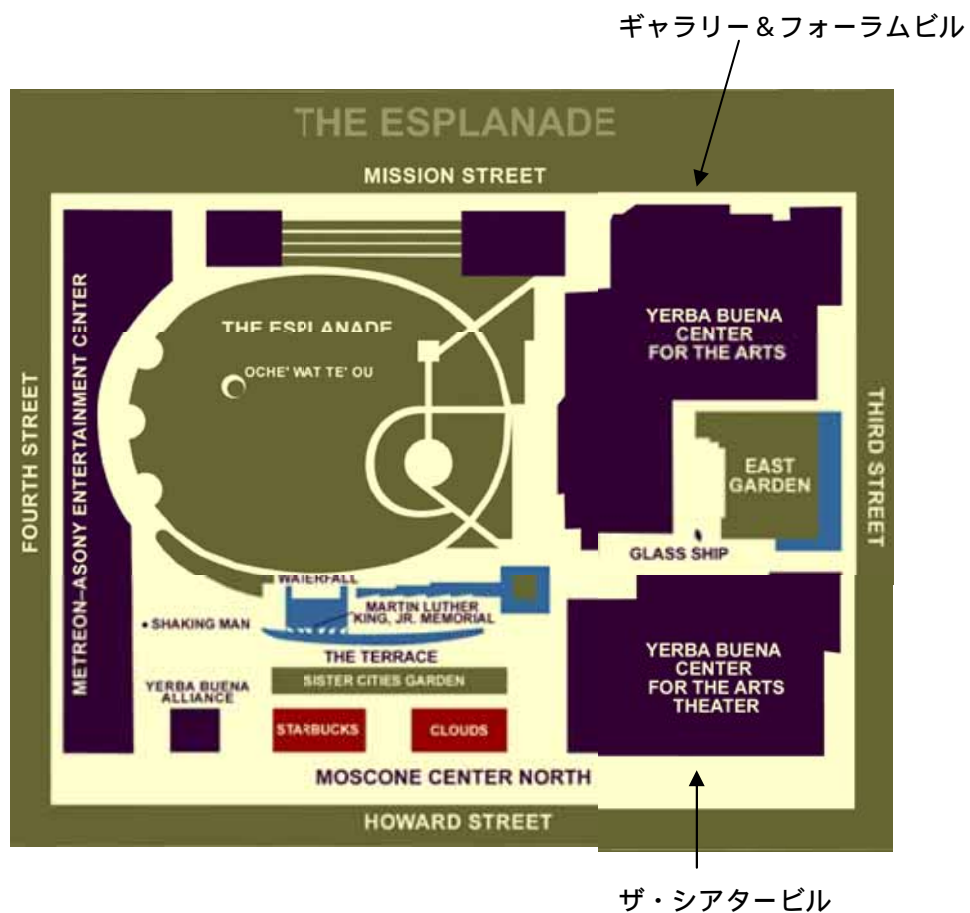 ギャラリー＆フォーラムビル
THE ESPLANADE
MISSION STREET
METREON–ASONY ENTERTAINMENT CENTER
FOURTH STREET
THE ESPLANADE
OCHE' WAT TE' OU
YERBA BUENA
CENTER
FOR THE ARTS
THIRD STREET
EAST
GARDEN
GLASS SHIP
WATERFALL
MARTIN LUTHER
KING, JR. MEMORIAL
SHAKING MAN
THE TERRACE
SISTER CITIES GARDEN
YERBA BUENA
ALLIANCE
STARBUCKS
CLOUDS
YERBA BUENA
CENTER
FOR THE ARTS
THEATER
MOSCONE CENTER NORTH
HOWARD STREET
ザ・シアタービル